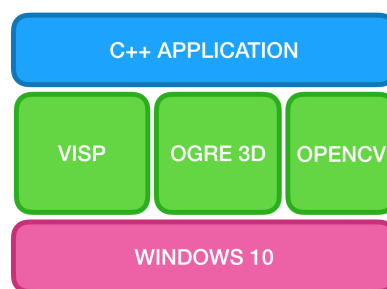 C++ APPLICATION
VISP OGRE 3D OPENCV
WINDOWS 10